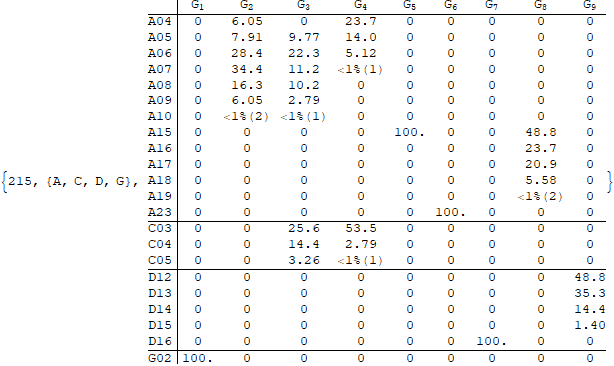 G₁ G₂ G₃ G₄ G₅ G₆ G₇ G₈ G₉
A04 0 6.05 0 23.7 0 0 0 0 0
A05 0 7.91 9.77 14.0 0 0 0 0 0
A06 0 28.4 22.3 5.12 0 0 0 0 0
A07 0 34.4 11.2 <1%(1) 0 0 0 0 0
A08 0 16.3 10.2 0 0 0 0 0 0
A09 0 6.05 2.79 0 0 0 0 0 0
A10 0 <1%(2) <1%(1) 0 0 0 0 0 0
A15 0 0 0 0 100. 0 0 48.8 0
A16 0 0 0 0 0 0 0 23.7 0
A17 0 0 0 0 0 0 0 20.9 0
{215, {A, C, D, G}, A18 0 0 0 0 0 0 0 5.58 0 }
A19 0 0 0 0 0 0 0 <1%(2) 0
A23 0 0 0 0 0 100. 0 0 0
C03 0 0 25.6 53.5 0 0 0 0 0
C04 0 0 14.4 2.79 0 0 0 0 0
C05 0 0 3.26 <1%(1) 0 0 0 0 0
D12 0 0 0 0 0 0 0 0 48.8
D13 0 0 0 0 0 0 0 0 35.3
D14 0 0 0 0 0 0 0 0 14.4
D15 0 0 0 0 0 0 0 0 1.40
D16 0 0 0 0 0 0 100. 0 0
G02 100. 0 0 0 0 0 0 0 0